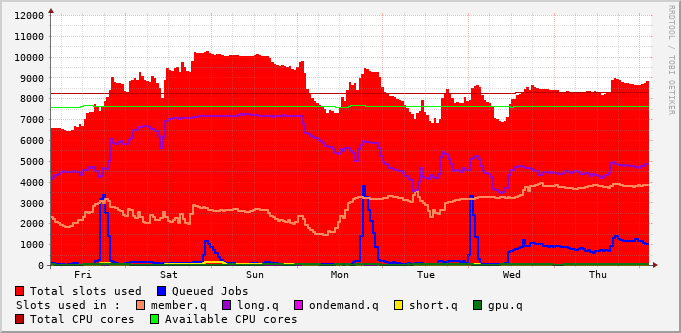 12000
11000
10000
9000
8000
7000
6000
5000
4000
3000
2000
1000
0
Fri Sat Sun Mon Tue Wed Thu
RRDTOOL / TOBI OETIKER
Total slots used Queued Jobs
Slots used in : member.q long.q ondemand.q short.q gpu.q
Total CPU cores Available CPU cores